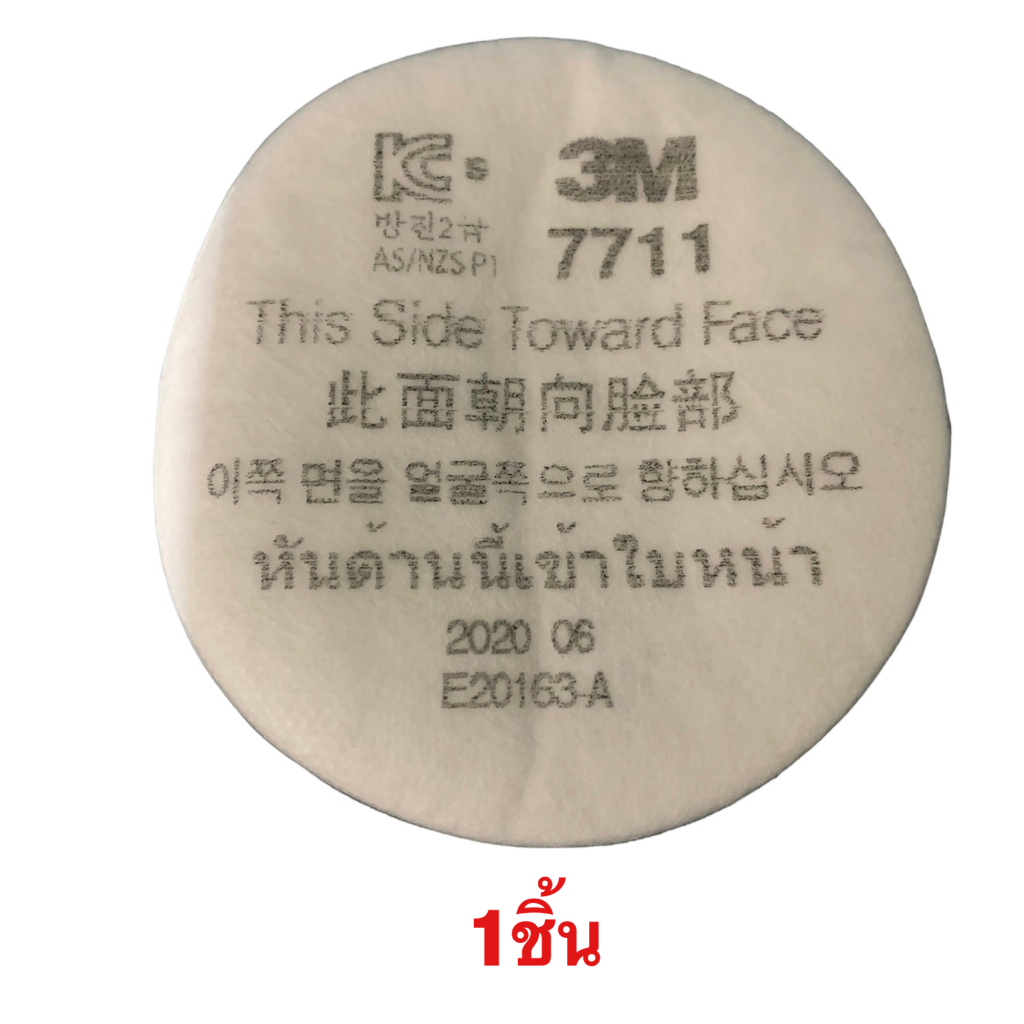 KCs 3M
방진2급 7711
AS/NZS P1
This Side Toward Face
此面朝向脸部
이쪽 면을 얼굴쪽으로 향하십시오
หันด้านนี้เข้าใบหน้า
2020 06
E20163-A
1ชิ้น